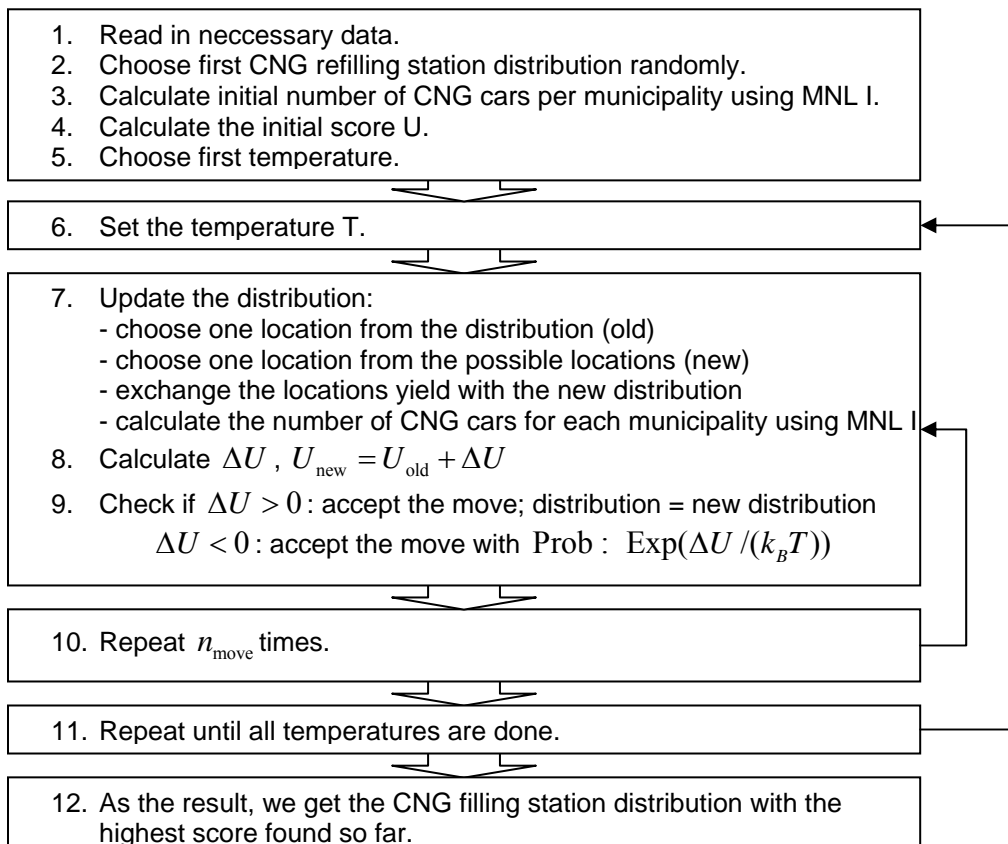 1. Read in neccessary data.
2. Choose first CNG refilling station distribution randomly.
3. Calculate initial number of CNG cars per municipality using MNL I.
4. Calculate the initial score U.
5. Choose first temperature.
6. Set the temperature T.
7. Update the distribution:
- choose one location from the distribution (old)
- choose one location from the possible locations (new)
- exchange the locations yield with the new distribution
- calculate the number of CNG cars for each municipality using MNL I
8. Calculate ΔU , U_new = U_old + ΔU
9. Check if ΔU > 0 : accept the move; distribution = new distribution
ΔU < 0 : accept the move with Prob : Exp(ΔU /(k_B T))
10. Repeat n_move times.
11. Repeat until all temperatures are done.
12. As the result, we get the CNG filling station distribution with the
highest score found so far.